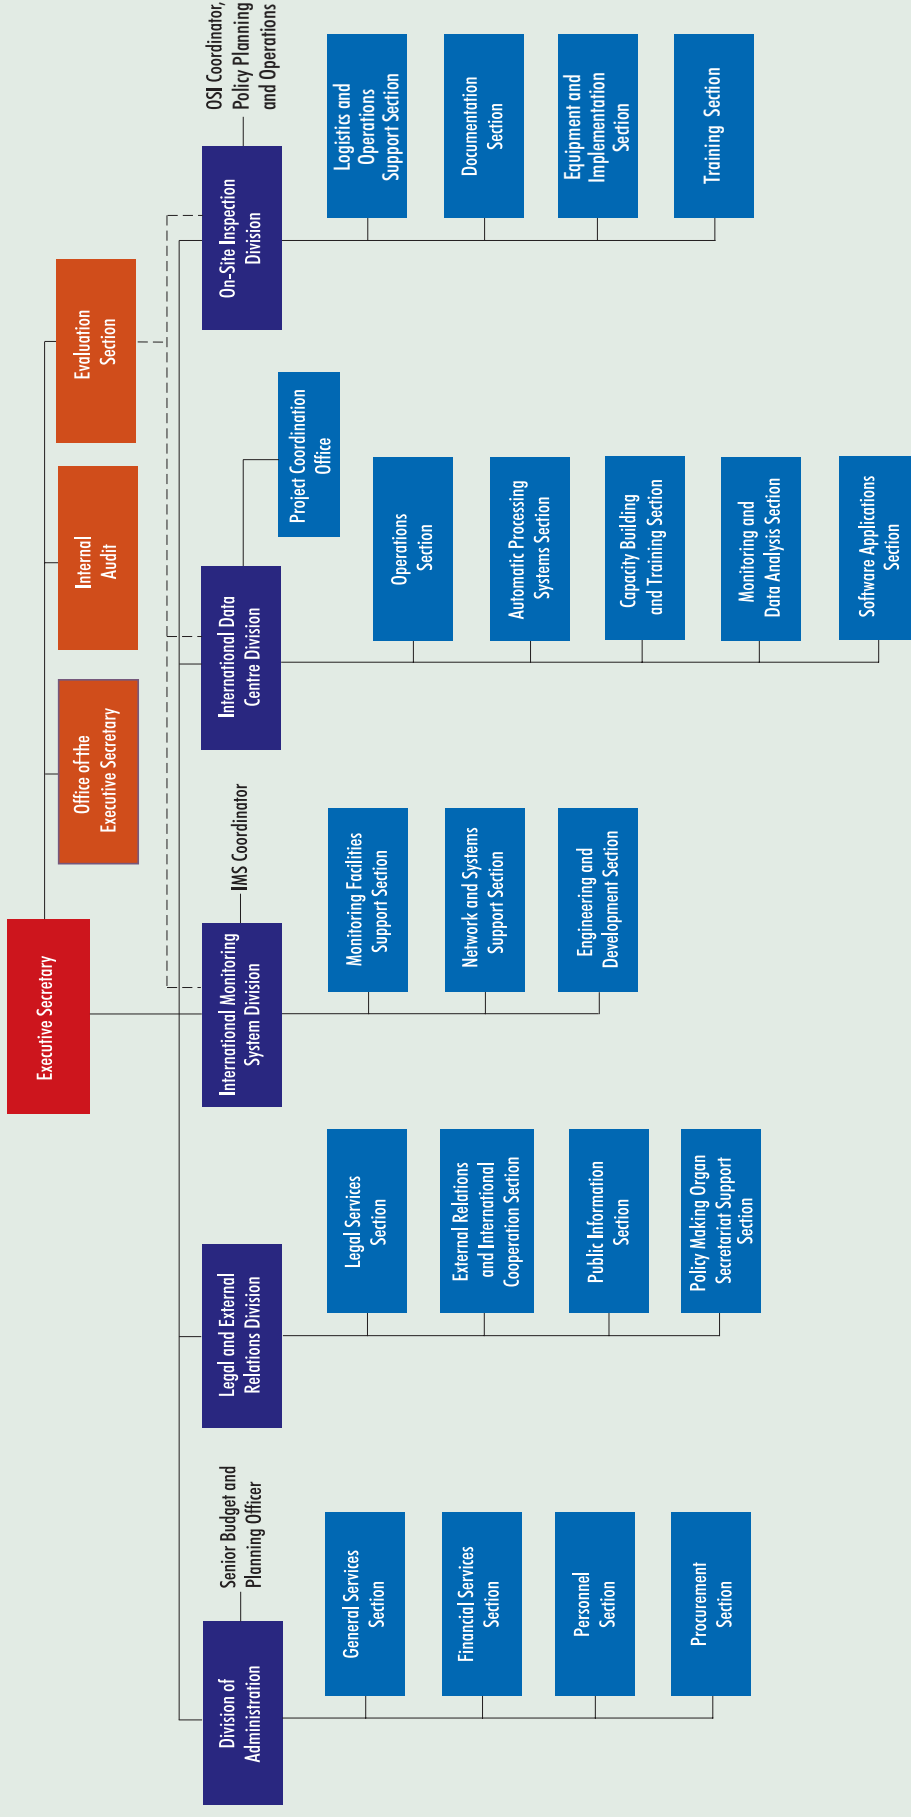 Executive Secretary
Office of the
Executive Secretary
Internal
Audit
Evaluation
Section
Division of
Administration
Senior Budget and
Planning Officer
General Services
Section
Financial Services
Section
Personnel
Section
Procurement
Section
Legal and External
Relations Division
Legal Services
Section
External Relations
and International
Cooperation Section
Public Information
Section
Policy Making Organ
Secretariat Support
Section
International Monitoring
System Division
IMS Coordinator
Monitoring Facilities
Support Section
Network and Systems
Support Section
Engineering and
Development Section
International Data
Centre Division
Project Coordination
Office
Operations
Section
Automatic Processing
Systems Section
Capacity Building
and Training Section
Monitoring and
Data Analysis Section
Software Applications
Section
On-Site Inspection
Division
OSI Coordinator,
Policy Planning
and Operations
Logistics and
Operations
Support Section
Documentation
Section
Equipment and
Implementation
Section
Training Section